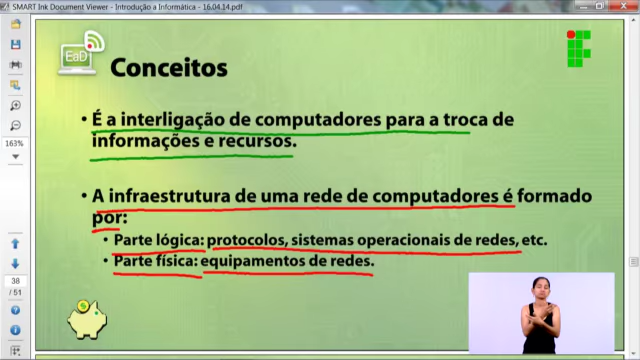 SMART Ink Document Viewer - Introdução a Informática - 16.04.14.pdf
EaD
Conceitos
163%
• É a interligação de computadores para a troca de
informações e recursos.
• A infraestrutura de uma rede de computadores é formado
por:
• Parte lógica: protocolos, sistemas operacionais de redes, etc.
• Parte física: equipamentos de redes.
38
/ 51
$